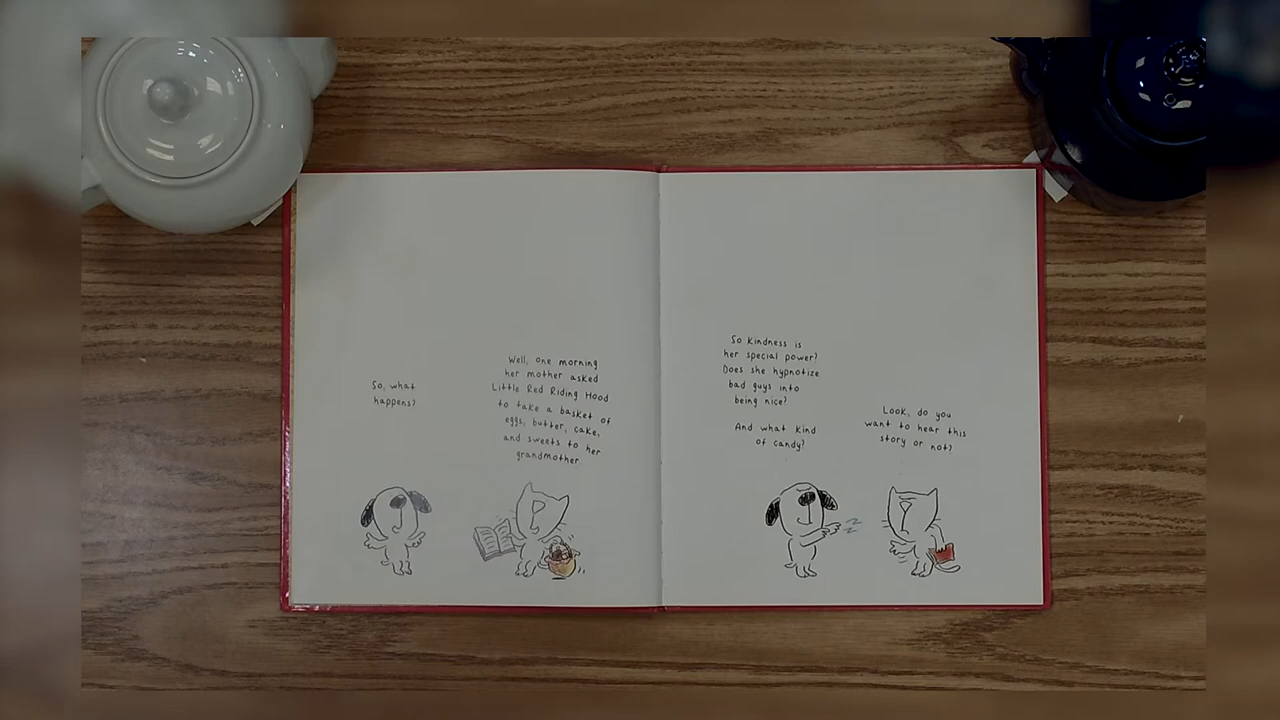 So, what
happens?
Well, one morning
her mother asked
Little Red Riding Hood
to take a basket of
eggs, butter, cake,
and sweets to her
grandmother.
So kindness is
her special power?
Does she hypnotize
bad guys into
being nice?
And what kind
of candy?
Look, do you
want to hear this
story or not?